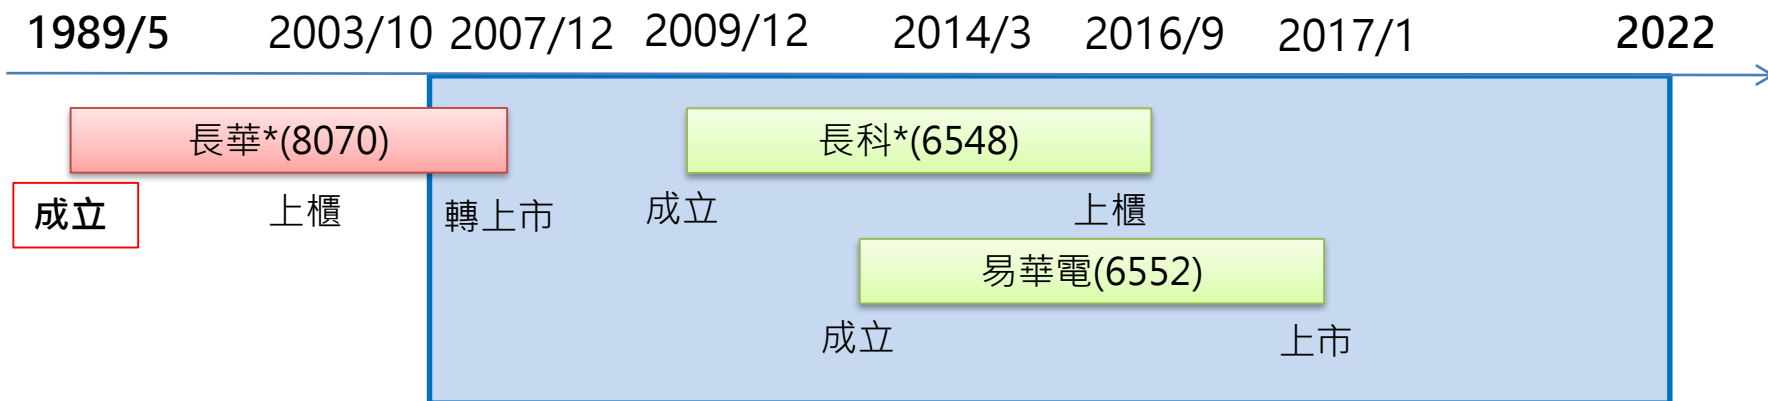 1989/5 2003/10 2007/12 2009/12 2014/3 2016/9 2017/1 2022
長華*(8070) 長科*(6548)
成立 上櫃 轉上市 成立 上櫃
易華電(6552)
成立 上市